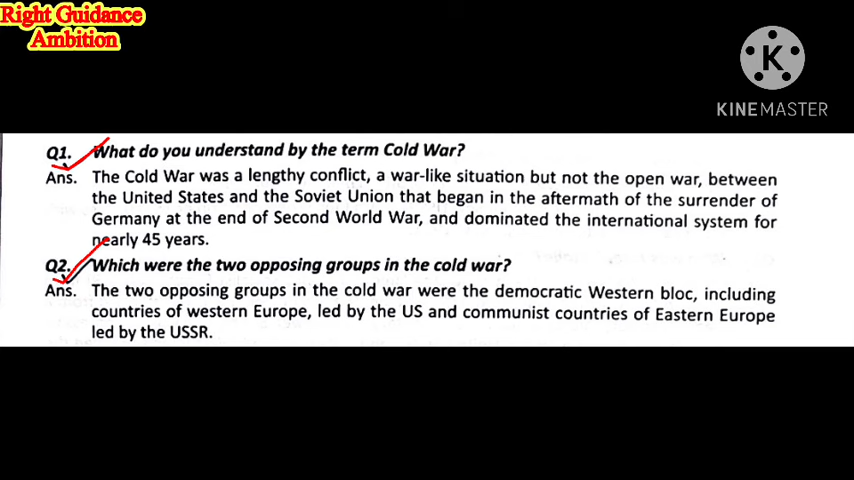 Right Guidance
Ambition
K
KINEMASTER
Q1. What do you understand by the term Cold War?
Ans. The Cold War was a lengthy conflict, a war-like situation but not the open war, between
the United States and the Soviet Union that began in the aftermath of the surrender of
Germany at the end of Second World War, and dominated the international system for
nearly 45 years.
Q2. Which were the two opposing groups in the cold war?
Ans. The two opposing groups in the cold war were the democratic Western bloc, including
countries of western Europe, led by the US and communist countries of Eastern Europe
led by the USSR.